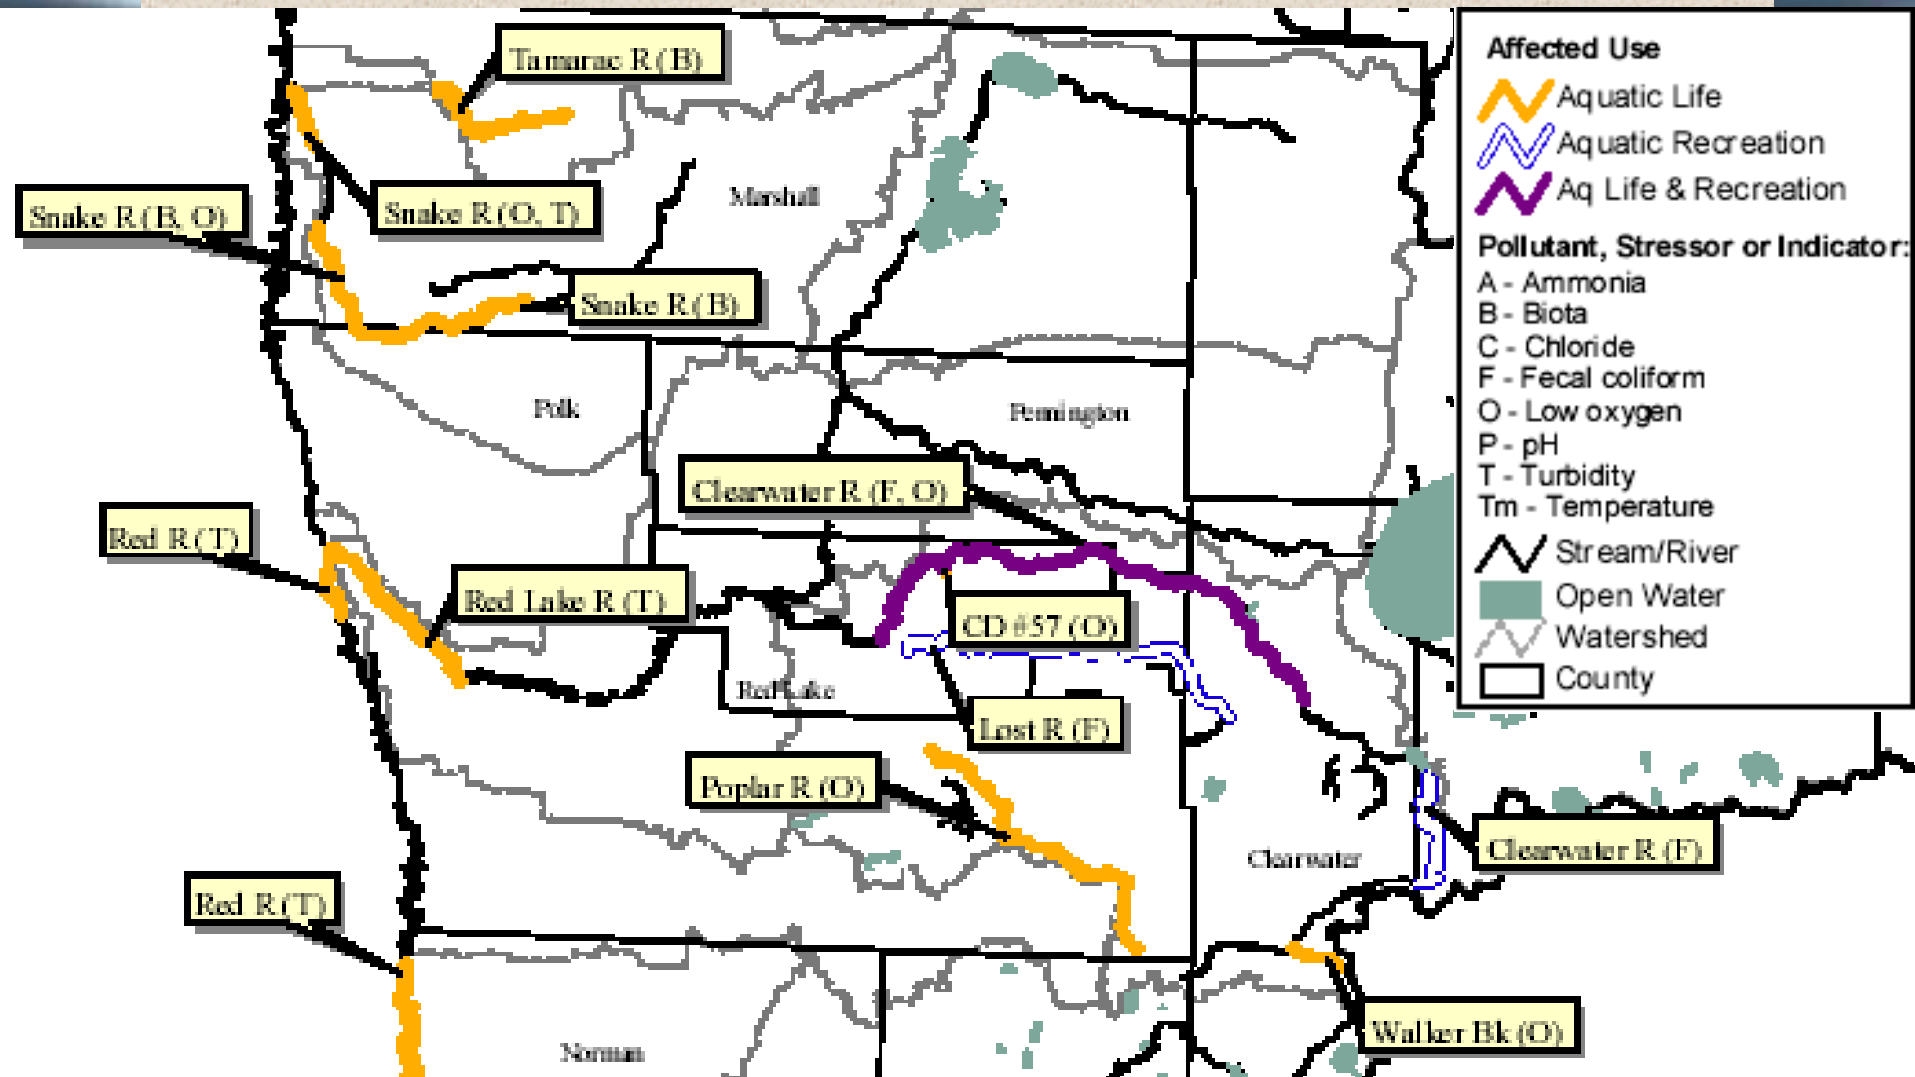 Tamarac R (B)
Snake R (B, O)
Snake R (O, T)
Marshall
Snake R (B)
Polk
Pennington
Clearwater R (F, O)
Red R (T)
Red Lake R (T)
CD #57 (O)
Red Lake
Lost R (F)
Poplar R (O)
Clearwater
Clearwater R (F)
Red R (T)
Walker Bk (O)
Norman
Affected Use
Aquatic Life
Aquatic Recreation
Aq Life & Recreation
Pollutant, Stressor or Indicator:
A - Ammonia
B - Biota
C - Chloride
F - Fecal coliform
O - Low oxygen
P - pH
T - Turbidity
Tm - Temperature
Stream/River
Open Water
Watershed
County